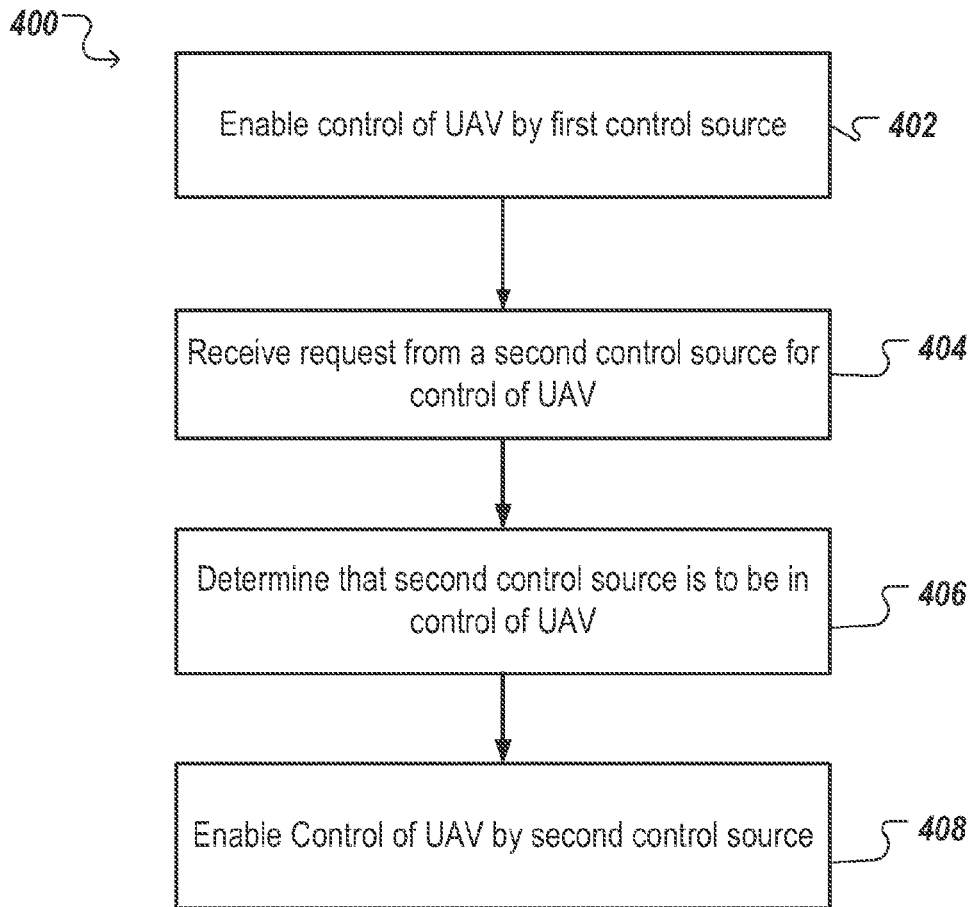 400
Enable control of UAV by first control source
402
Receive request from a second control source for
control of UAV
404
Determine that second control source is to be in
control of UAV
406
Enable Control of UAV by second control source
408